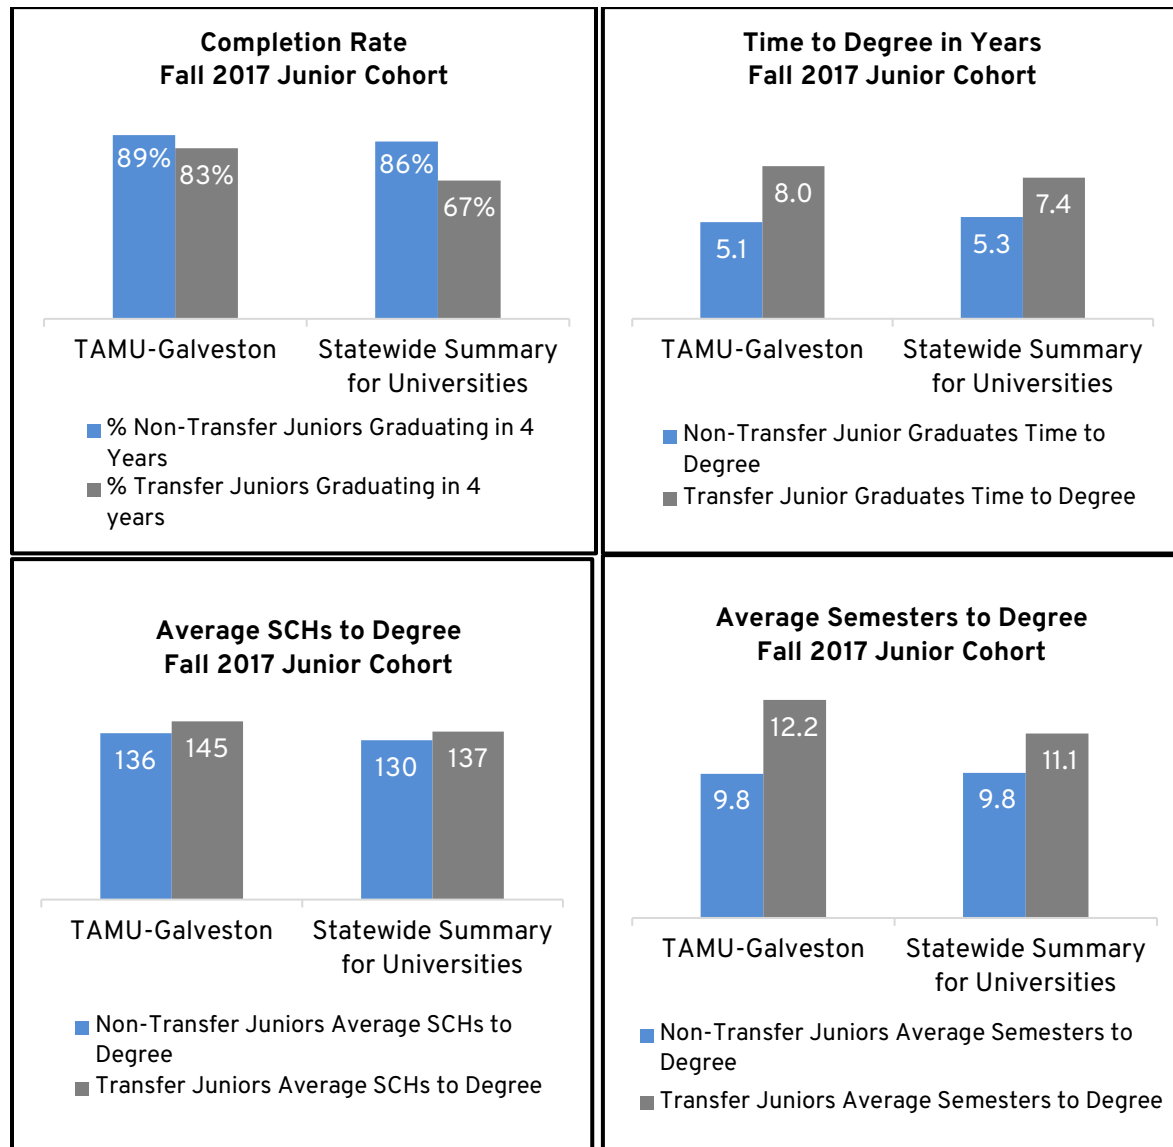 Completion Rate
Fall 2017 Junior Cohort
89%
83%
86%
67%
TAMU-Galveston
Statewide Summary
for Universities
% Non-Transfer Juniors Graduating in 4
Years
% Transfer Juniors Graduating in 4
years
Time to Degree in Years
Fall 2017 Junior Cohort
5.1
8.0
5.3
7.4
TAMU-Galveston
Statewide Summary
for Universities
Non-Transfer Junior Graduates Time to
Degree
Transfer Junior Graduates Time to Degree
Average SCHs to Degree
Fall 2017 Junior Cohort
136
145
130
137
TAMU-Galveston
Statewide Summary
for Universities
Non-Transfer Juniors Average SCHs to
Degree
Transfer Juniors Average SCHs to Degree
Average Semesters to Degree
Fall 2017 Junior Cohort
9.8
12.2
9.8
11.1
TAMU-Galveston
Statewide Summary
for Universities
Non-Transfer Juniors Average Semesters to
Degree
Transfer Juniors Average Semesters to Degree